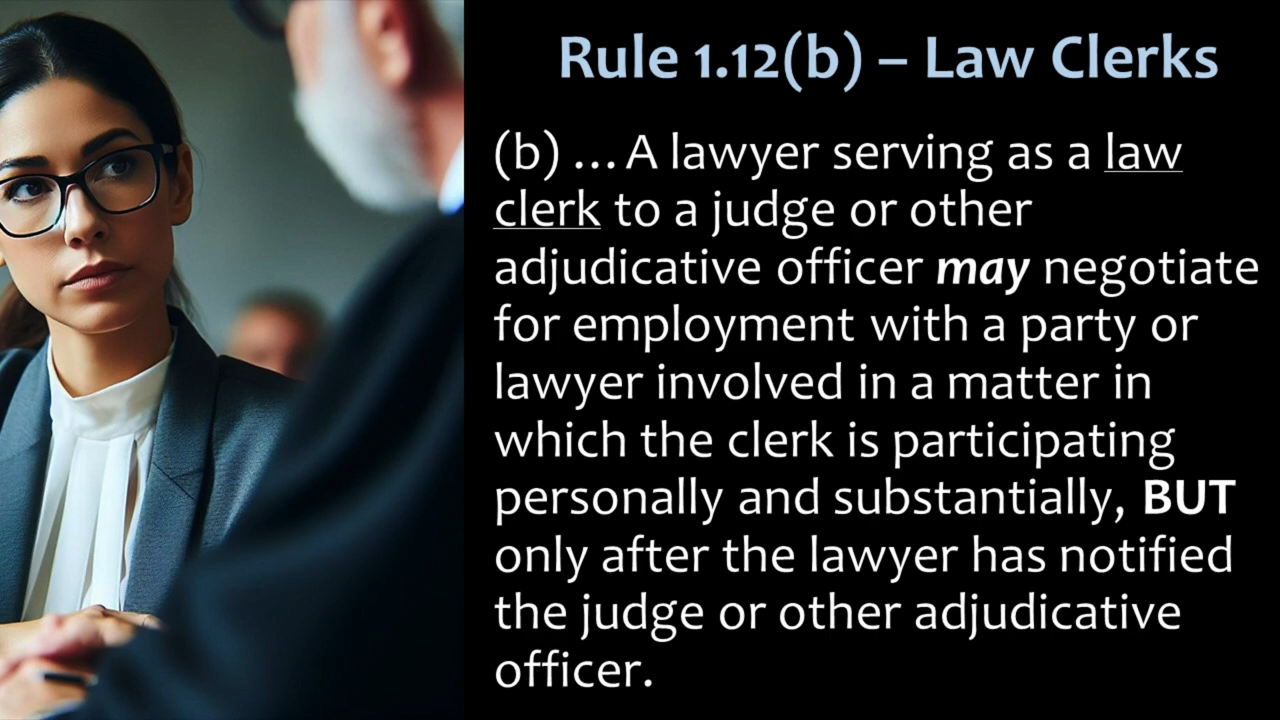 Rule 1.12(b) – Law Clerks
(b) … A lawyer serving as a law
clerk to a judge or other
adjudicative officer may negotiate
for employment with a party or
lawyer involved in a matter in
which the clerk is participating
personally and substantially, BUT
only after the lawyer has notified
the judge or other adjudicative
officer.